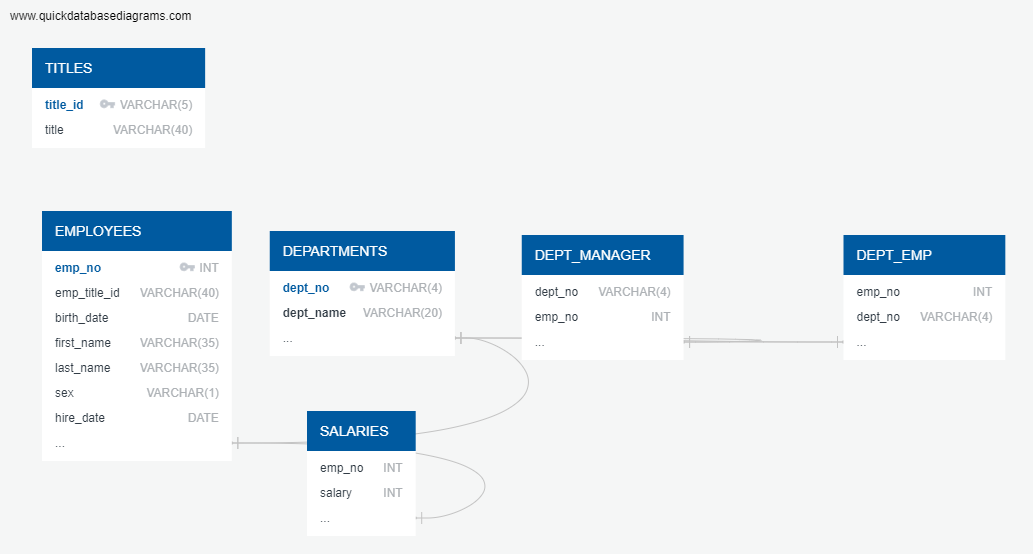 www.quickdatabasediagrams.com
TITLES
title_id VARCHAR(5)
title VARCHAR(40)
EMPLOYEES
emp_no INT
emp_title_id VARCHAR(40)
birth_date DATE
first_name VARCHAR(35)
last_name VARCHAR(35)
sex VARCHAR(1)
hire_date DATE
...
DEPARTMENTS
dept_no VARCHAR(4)
dept_name VARCHAR(20)
...
SALARIES
emp_no INT
salary INT
...
DEPT_MANAGER
dept_no VARCHAR(4)
emp_no INT
...
DEPT_EMP
emp_no INT
dept_no VARCHAR(4)
...